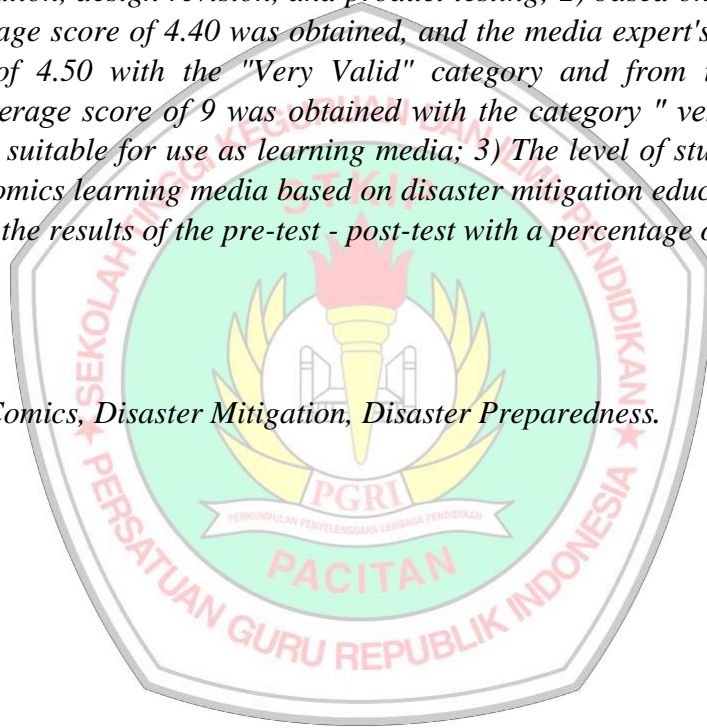 ation, design revision, and product testing; 2) based on
age score of 4.40 was obtained, and the media expert's
of 4.50 with the "Very Valid" category and from
erage score of 9 was obtained with the category " ve
suitable for use as learning media; 3) The level of stu
omics learning media based on disaster mitigation educ
the results of the pre-test - post-test with a percentage o
Comics, Disaster Mitigation, Disaster Preparedness.
SEKOLAH TINGGI KEGURUAN DAN ILMU PENDIDIKAN
STKIP
PGRI
PERKUMPULAN PENYELENGGARA LEMBAGA PENDIDIKAN
PACITAN
PERSATUAN GURU REPUBLIK INDONESIA